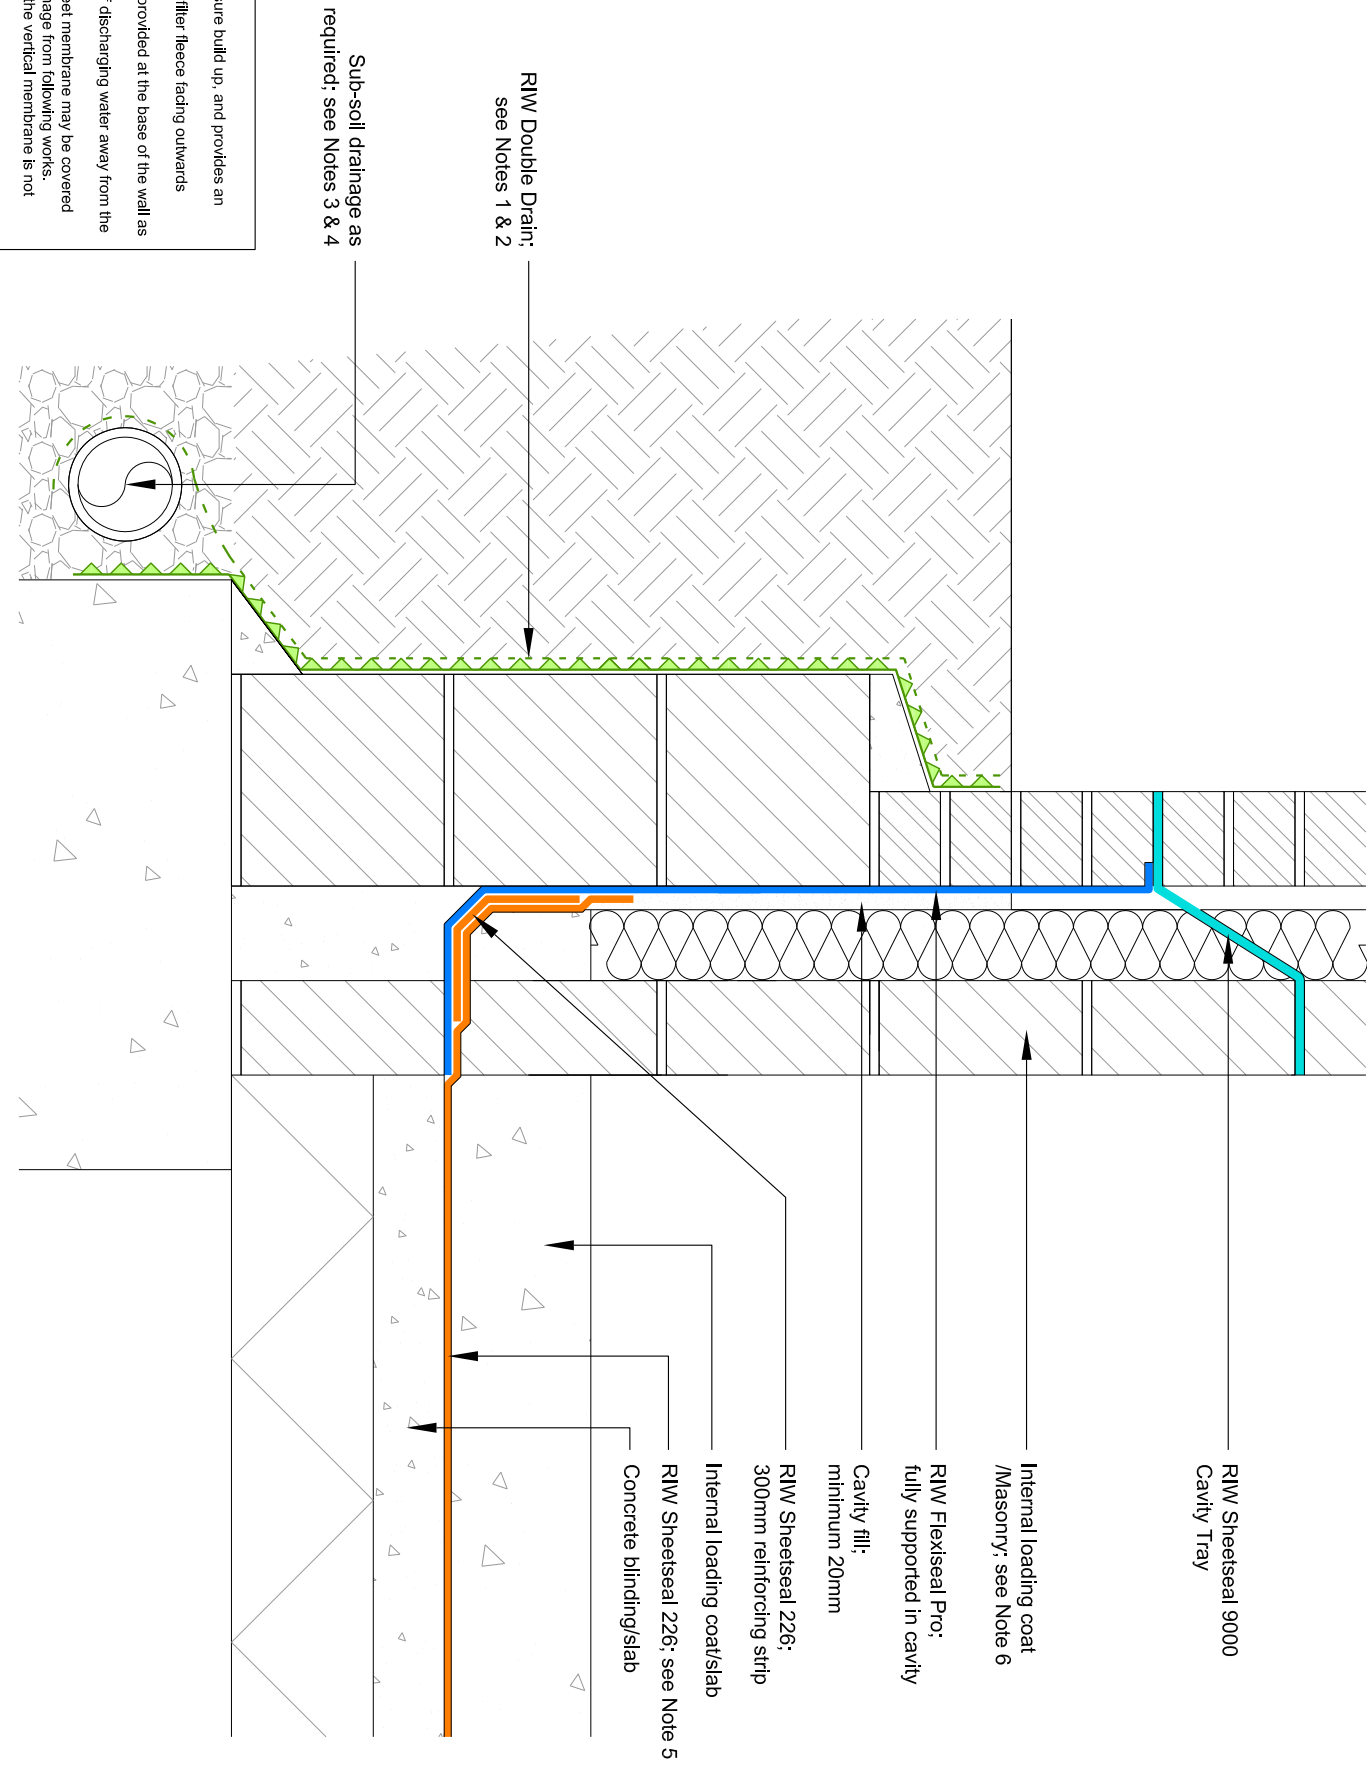 RIW Sheetseal 9000
Cavity Tray
Internal loading coat
/Masonry; see Note 6
RIW Flexiseal Pro;
fully supported in cavity
Cavity fill;
minimum 20mm
RIW Sheetseal 226;
300mm reinforcing strip
Internal loading coat/slab
RIW Sheetseal 226; see Note 5
Concrete blinding/slab
RIW Double Drain;
see Notes 1 & 2
Sub-soil drainage as
required; see Notes 3 & 4
build up, and provides an
filter fleece facing outwards
provided at the base of the wall as
discharging water away from the
membrane may be covered
from following works.
the vertical membrane is not